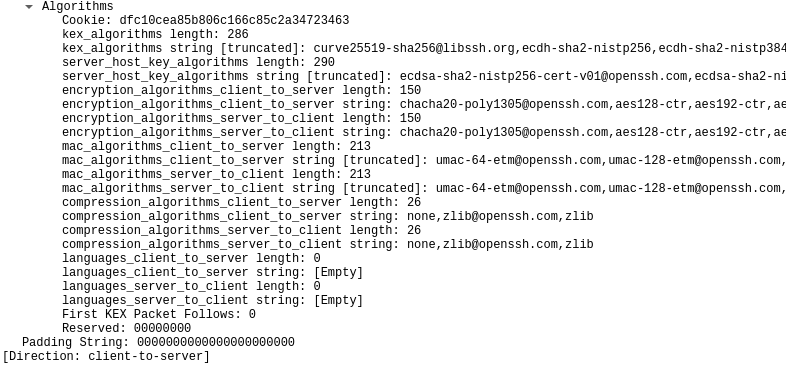 Algorithms
Cookie: dfc10cea85b806c166c85c2a34723463
kex_algorithms length: 286
kex_algorithms string [truncated]: curve25519-sha256@libssh.org,ecdh-sha2-nistp256,ecdh-sha2-nistp384
server_host_key_algorithms length: 290
server_host_key_algorithms string [truncated]: ecdsa-sha2-nistp256-cert-v01@openssh.com,ecdsa-sha2-ni
encryption_algorithms_client_to_server length: 150
encryption_algorithms_client_to_server string: chacha20-poly1305@openssh.com,aes128-ctr,aes192-ctr,ae
encryption_algorithms_server_to_client length: 150
encryption_algorithms_server_to_client string: chacha20-poly1305@openssh.com,aes128-ctr,aes192-ctr,ae
mac_algorithms_client_to_server length: 213
mac_algorithms_client_to_server string [truncated]: umac-64-etm@openssh.com,umac-128-etm@openssh.com,
mac_algorithms_server_to_client length: 213
mac_algorithms_server_to_client string [truncated]: umac-64-etm@openssh.com,umac-128-etm@openssh.com,
compression_algorithms_client_to_server length: 26
compression_algorithms_client_to_server string: none,zlib@openssh.com,zlib
compression_algorithms_server_to_client length: 26
compression_algorithms_server_to_client string: none,zlib@openssh.com,zlib
languages_client_to_server length: 0
languages_client_to_server string: [Empty]
languages_server_to_client length: 0
languages_server_to_client string: [Empty]
First KEX Packet Follows: 0
Reserved: 00000000
Padding String: 0000000000000000000000
[Direction: client-to-server]